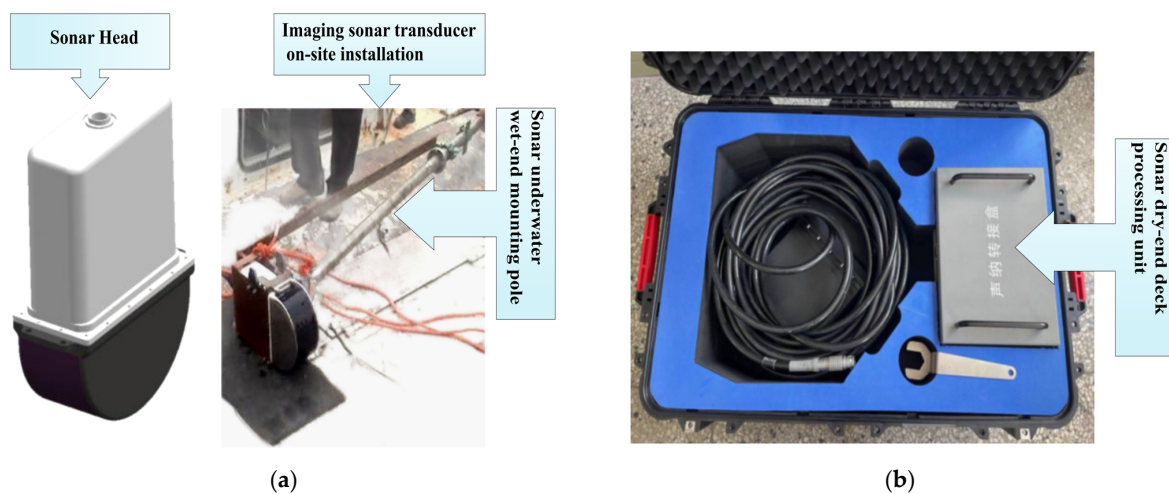 Sonar Head
Imaging sonar transducer
on-site installation
Sonar underwater
wet-end mounting pole
(a)
声纳转接盒
Sonar dry-end deck
processing unit
(b)